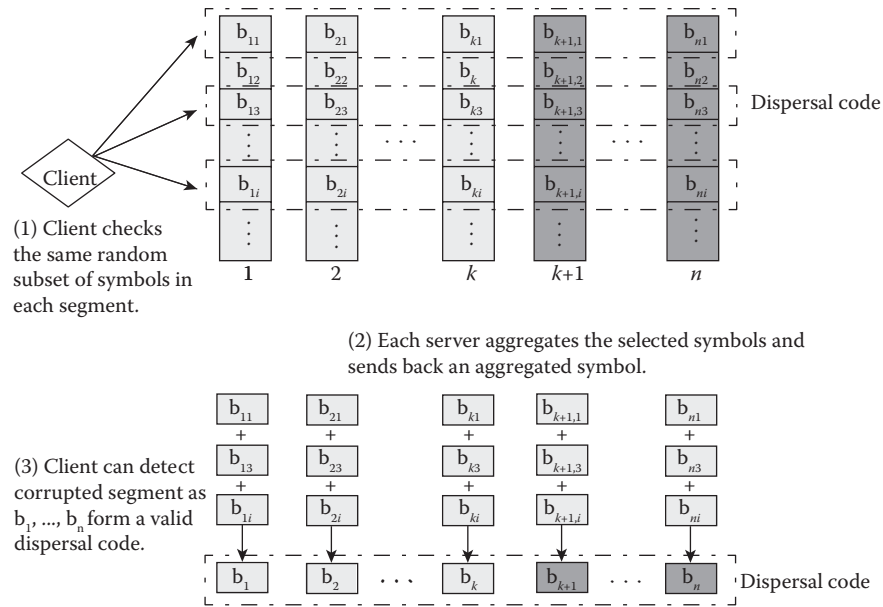 b11 b21 bk1 bk+1,1 bn1
b12 b22 bk bk+1,2 bn2
b13 b23 bk3 bk+1,3 bn3
Dispersal code
⋮ ⋮ ··· ⋮ ⋮ ··· ⋮
Client
b1i b2i bki bk+1,i bni
⋮ ⋮ ⋮ ⋮ ⋮
1 2 k k+1 n
(1) Client checks
the same random
subset of symbols in
each segment.
(2) Each server aggregates the selected symbols and
sends back an aggregated symbol.
b11 b21 bk1 bk+1,1 bn1
+ + + + +
b13 b23 bk3 bk+1,3 bn3
+ + + + +
b1i b2i bki bk+1,i bni
(3) Client can detect
corrupted segment as
b1, ..., bn form a valid
dispersal code.
b1 b2 ··· bk bk+1 ··· bn
Dispersal code